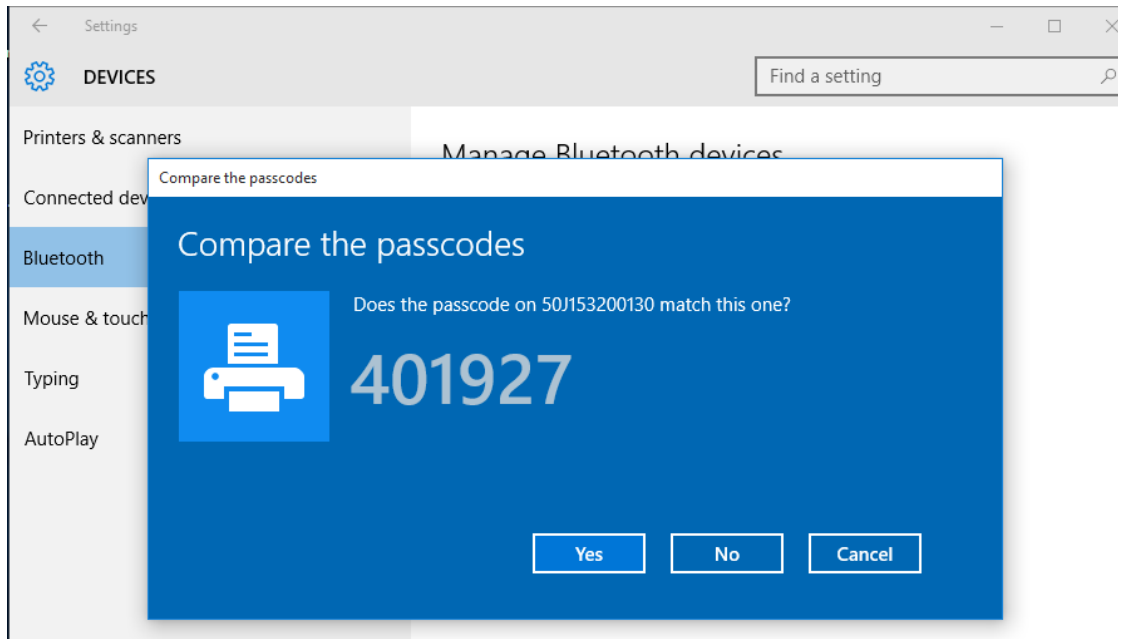 Settings
DEVICES
Find a setting
Printers & scanners
Manage Bluetooth devices
Connected dev
Compare the passcodes
Bluetooth
Compare the passcodes
Mouse & touch
Does the passcode on 50J153200130 match this one?
401927
Typing
AutoPlay
Yes
No
Cancel